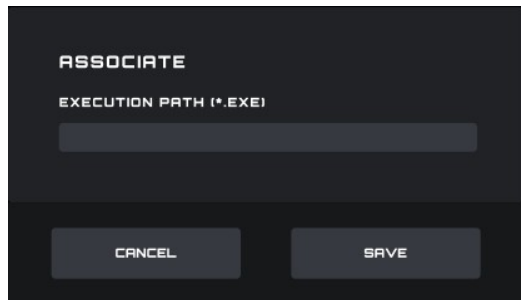 ASSOCIATE
EXECUTION PATH (*.EXE)
CANCEL
SAVE